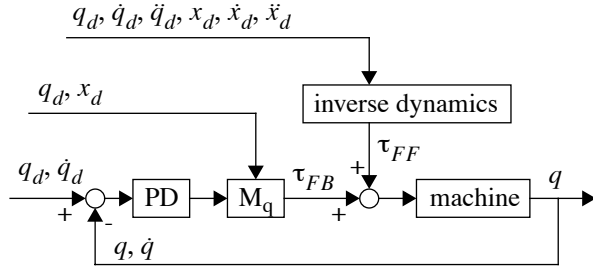 q_d, q̇_d, q̈_d, x_d, ẋ_d, ẍ_d
q_d, x_d
inverse dynamics
τ_FF
q_d, q̇_d
+
-
PD
M_q
τ_FB
+
+
machine
q
q, q̇